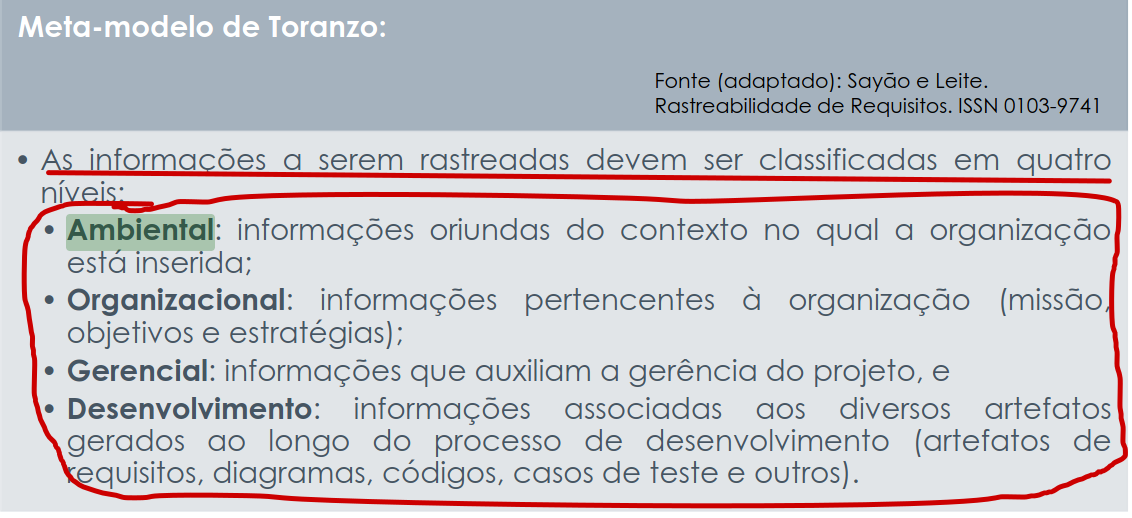 Meta-modelo de Toranzo:
Fonte (adaptado): Sayão e Leite.
Rastreabilidade de Requisitos. ISSN 0103-9741
• As informações a serem rastreadas devem ser classificadas em quatro
níveis:
• Ambiental: informações oriundas do contexto no qual a organização
está inserida;
• Organizacional: informações pertencentes à organização (missão,
objetivos e estratégias);
• Gerencial: informações que auxiliam a gerência do projeto, e
• Desenvolvimento: informações associadas aos diversos artefatos
gerados ao longo do processo de desenvolvimento (artefatos de
requisitos, diagramas, códigos, casos de teste e outros).